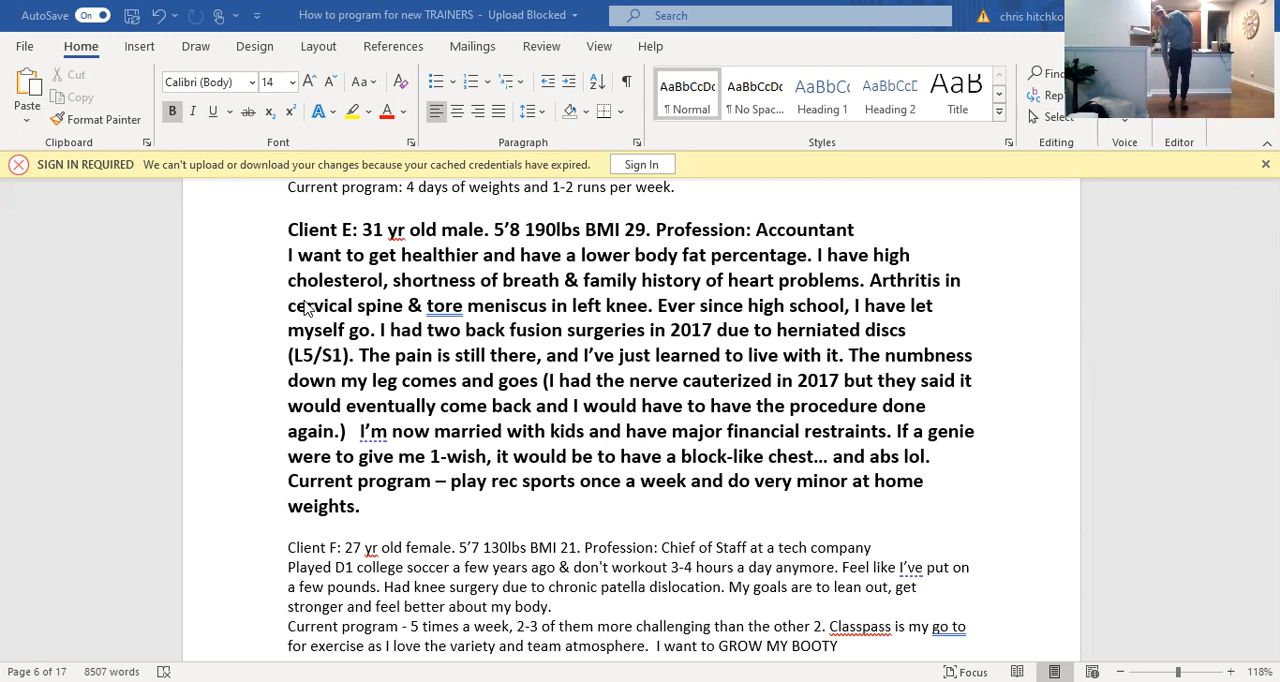 AutoSave On How to program for new TRAINERS - Upload Blocked Search chris hitchko
File Home Insert Draw Design Layout References Mailings Review View Help
Paste Cut Copy Format Painter Calibri (Body) 14 Aa AaBbCcDc AaBbCcDc AaBbCc AaBbCcD AaB
Normal No Spac... Heading 1 Heading 2 Title Find Select
Clipboard Font Paragraph Styles Editing Voice Editor
SIGN IN REQUIRED We can't upload or download your changes because your cached credentials have expired. Sign In
Current program: 4 days of weights and 1-2 runs per week.
Client E: 31 yr old male. 5’8 190lbs BMI 29. Profession: Accountant
I want to get healthier and have a lower body fat percentage. I have high
cholesterol, shortness of breath & family history of heart problems. Arthritis in
cervical spine & tore meniscus in left knee. Ever since high school, I have let
myself go. I had two back fusion surgeries in 2017 due to herniated discs
(L5/S1). The pain is still there, and I’ve just learned to live with it. The numbness
down my leg comes and goes (I had the nerve cauterized in 2017 but they said it
would eventually come back and I would have to have the procedure done
again.) I’m now married with kids and have major financial restraints. If a genie
were to give me 1-wish, it would be to have a block-like chest… and abs lol.
Current program – play rec sports once a week and do very minor at home
weights.
Client F: 27 yr old female. 5’7 130lbs BMI 21. Profession: Chief of Staff at a tech company
Played D1 college soccer a few years ago & don't workout 3-4 hours a day anymore. Feel like I’ve put on
a few pounds. Had knee surgery due to chronic patella dislocation. My goals are to lean out, get
stronger and feel better about my body.
Current program - 5 times a week, 2-3 of them more challenging than the other 2. Classpass is my go to
for exercise as I love the variety and team atmosphere. I want to GROW MY BOOTY
Page 6 of 17 8507 words Focus 118%